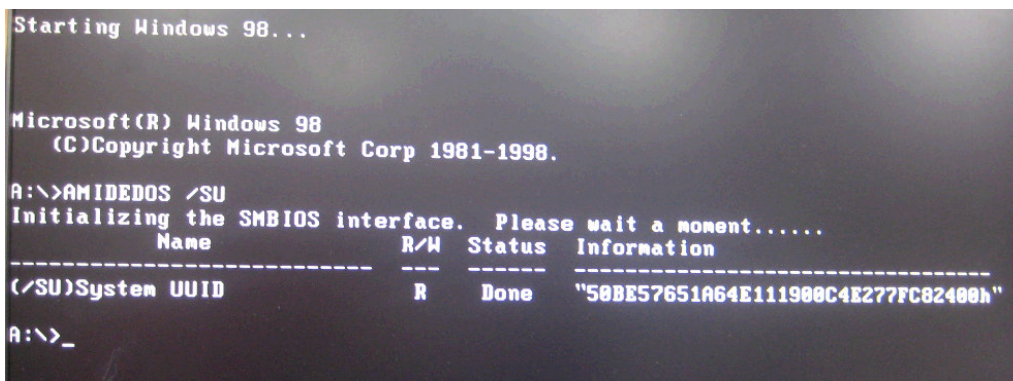 Starting Windows 98...
Microsoft(R) Windows 98
(C)Copyright Microsoft Corp 1981-1998.
A:\>AMIDEDOS /SU
Initializing the SMBIOS interface.  Please wait a moment......
Name R/W Status Information
---------------------------- --- ------ --------------------------------
(/SU)System UUID R Done "50BE57651A64E111900C4E277FC82400h"
A:\>_